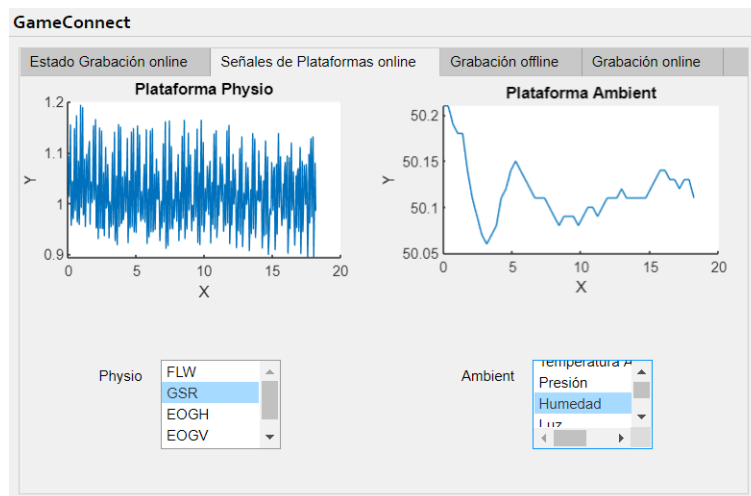 GameConnect
Estado Grabación online Señales de Plataformas online Grabación offline Grabación online
Plataforma Physio
1.2
1.1
1
0.9
Y
0 5 10 15 20
X
Plataforma Ambient
50.2
50.15
50.1
50.05
Y
0 5 10 15 20
X
Physio
FLW
GSR
EOGH
EOGV
Ambient
Temperatura A
Presión
Humedad
Luz